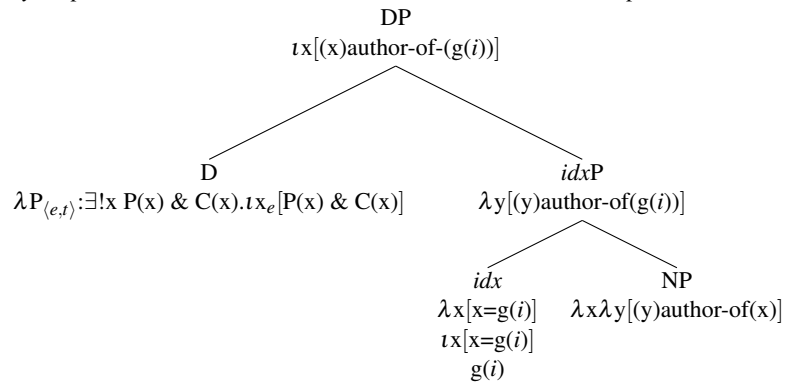 DP
ιx[(x)author-of-(g(i))]
D
idxP
λP⟨e,t⟩:∃!x P(x) & C(x).ιxe[P(x) & C(x)]
λy[(y)author-of(g(i))]
idx
NP
λx[x=g(i)]
λxλy[(y)author-of(x)]
ιx[x=g(i)]
g(i)